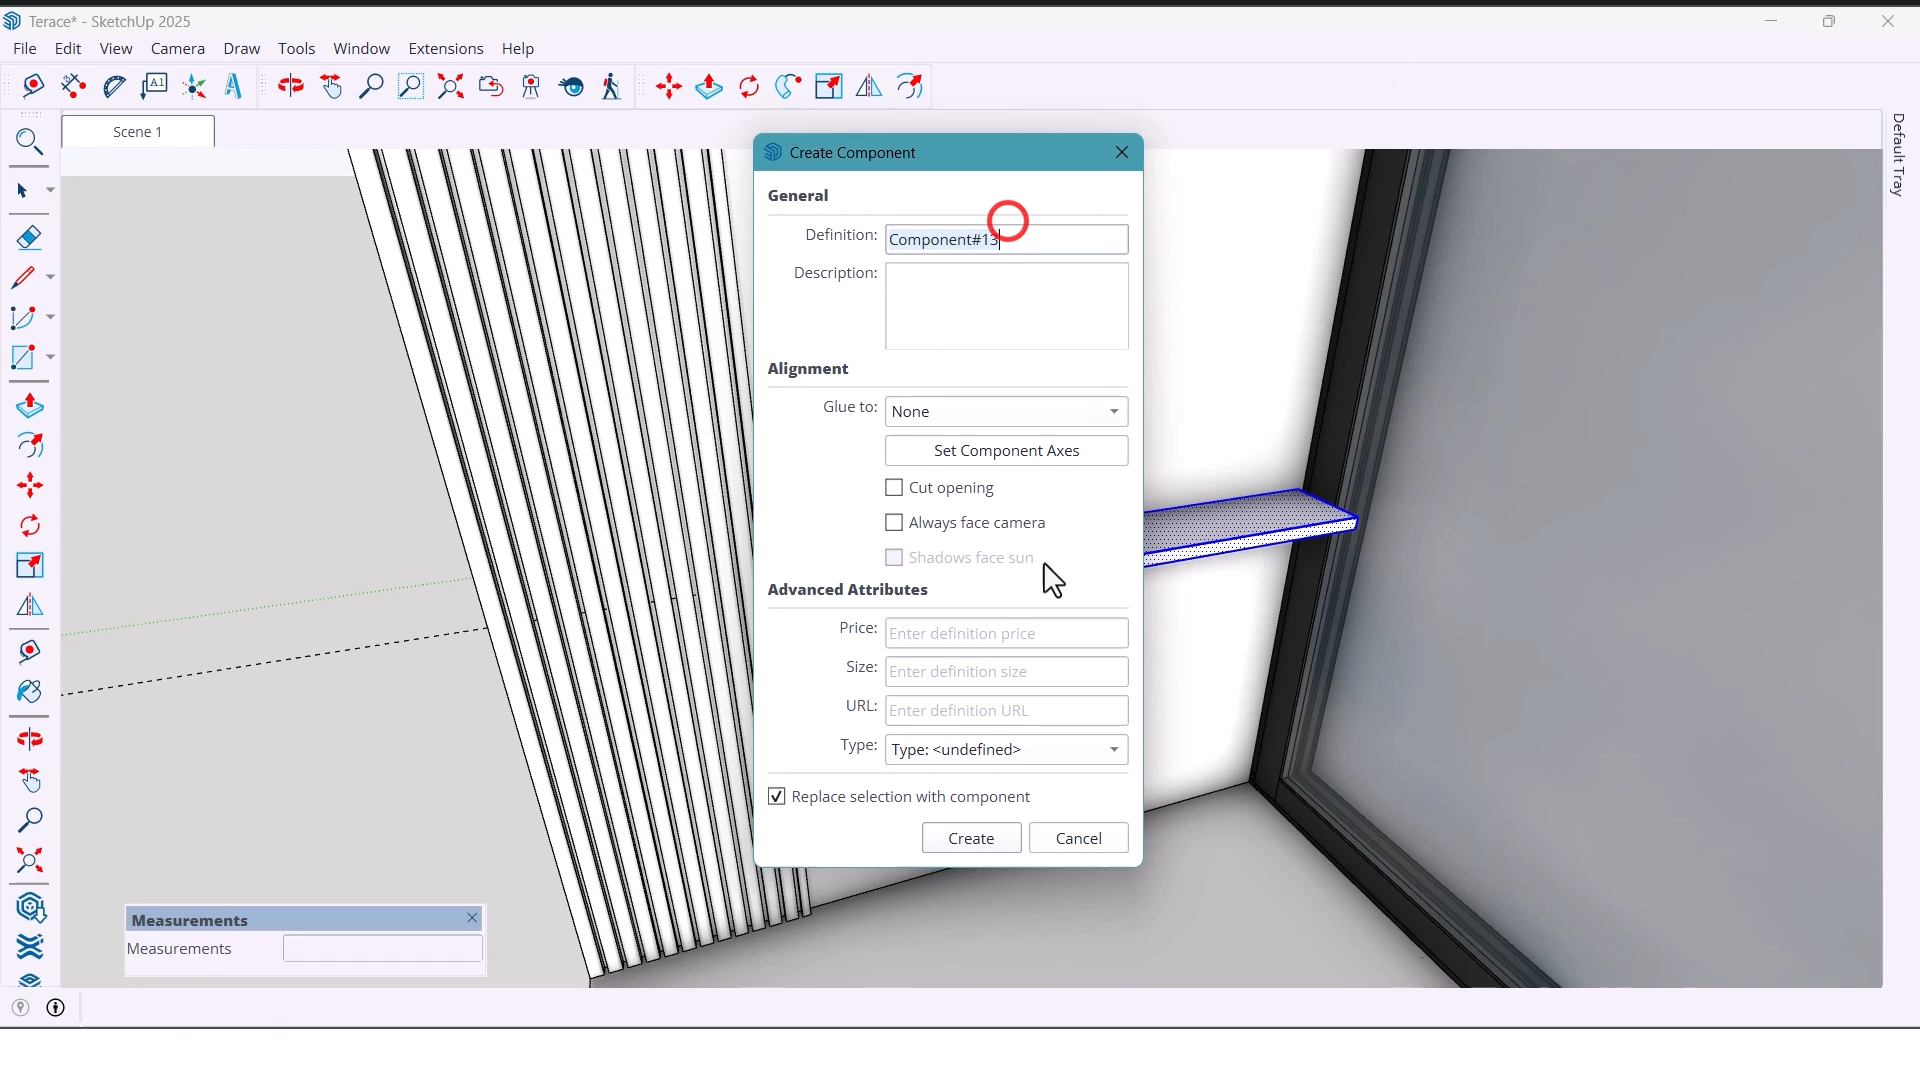 Terace* - SketchUp 2025
File Edit View Camera Draw Tools Window Extensions Help
A1
Scene 1
Default Tray
Create Component
General
Definition: Component#13
Description:
Alignment
Glue to: None
Set Component Axes
Cut opening
Always face camera
Shadows face sun
Advanced Attributes
Price: Enter definition price
Size: Enter definition size
URL: Enter definition URL
Type: Type: <undefined>
Replace selection with component
Create Cancel
Measurements
Measurements